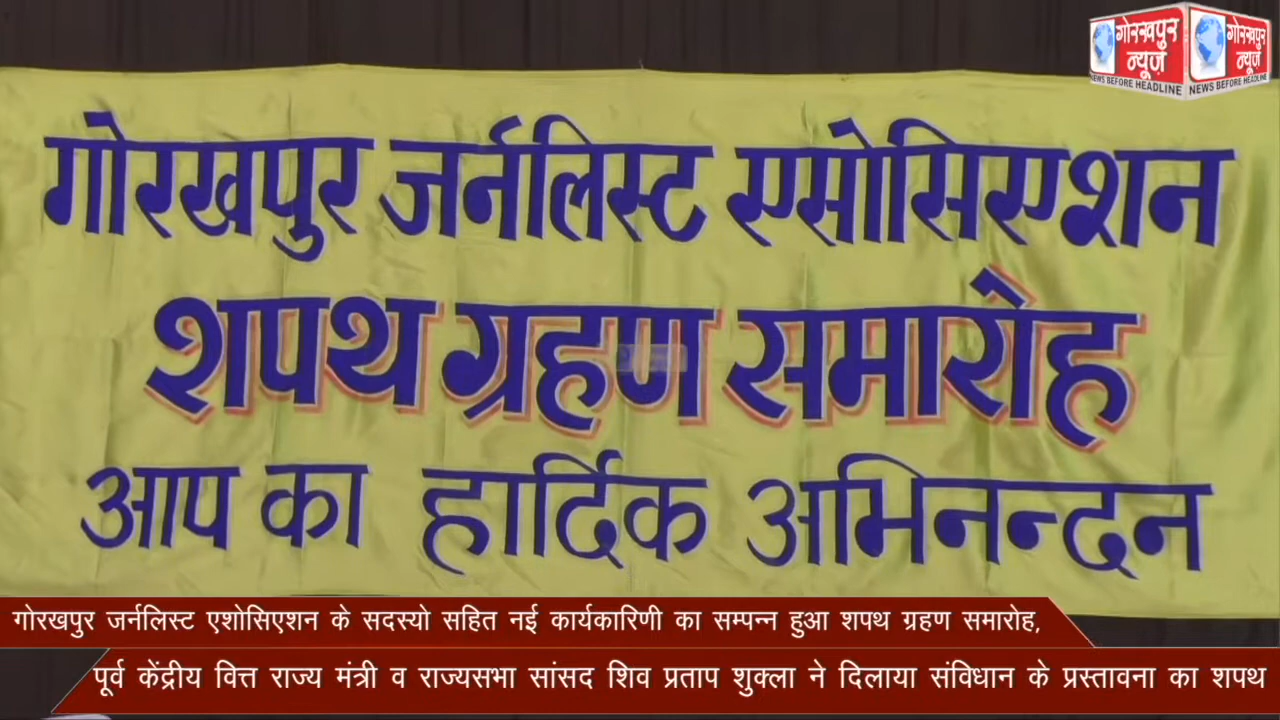 गोरखपुर न्यूज़
NEWS BEFORE HEADLINE
गोरखपुर न्यूज़
NEWS BEFORE HEADLINE
गोरखपुर जर्नलिस्ट एसोसिएशन
शपथ ग्रहण समारोह
आप का हार्दिक अभिनन्दन
गोरखपुर जर्नलिस्ट एशोसिएशन के सदस्यो सहित नई कार्यकारिणी का सम्पन्न हुआ शपथ ग्रहण समारोह,
पूर्व केंद्रीय वित्त राज्य मंत्री व राज्यसभा सांसद शिव प्रताप शुक्ला ने दिलाया संविधान के प्रस्तावना का शपथ